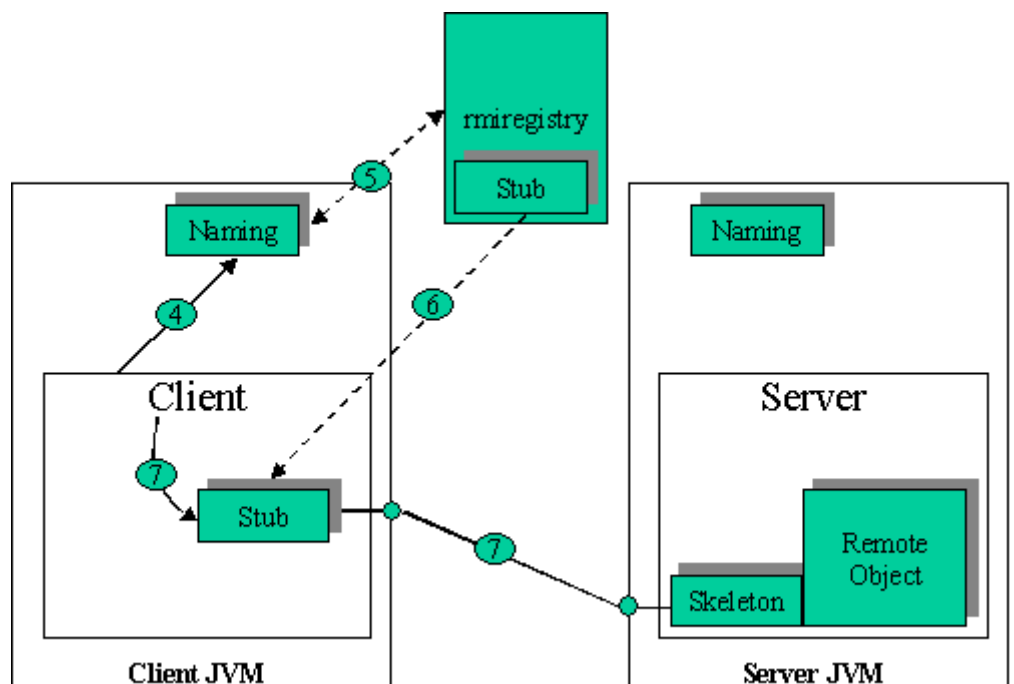 rmiregistry
Stub
5
Naming
Naming
4
6
Client
Server
7
Stub
7
Remote
Object
Skeleton
Client JVM
Server JVM